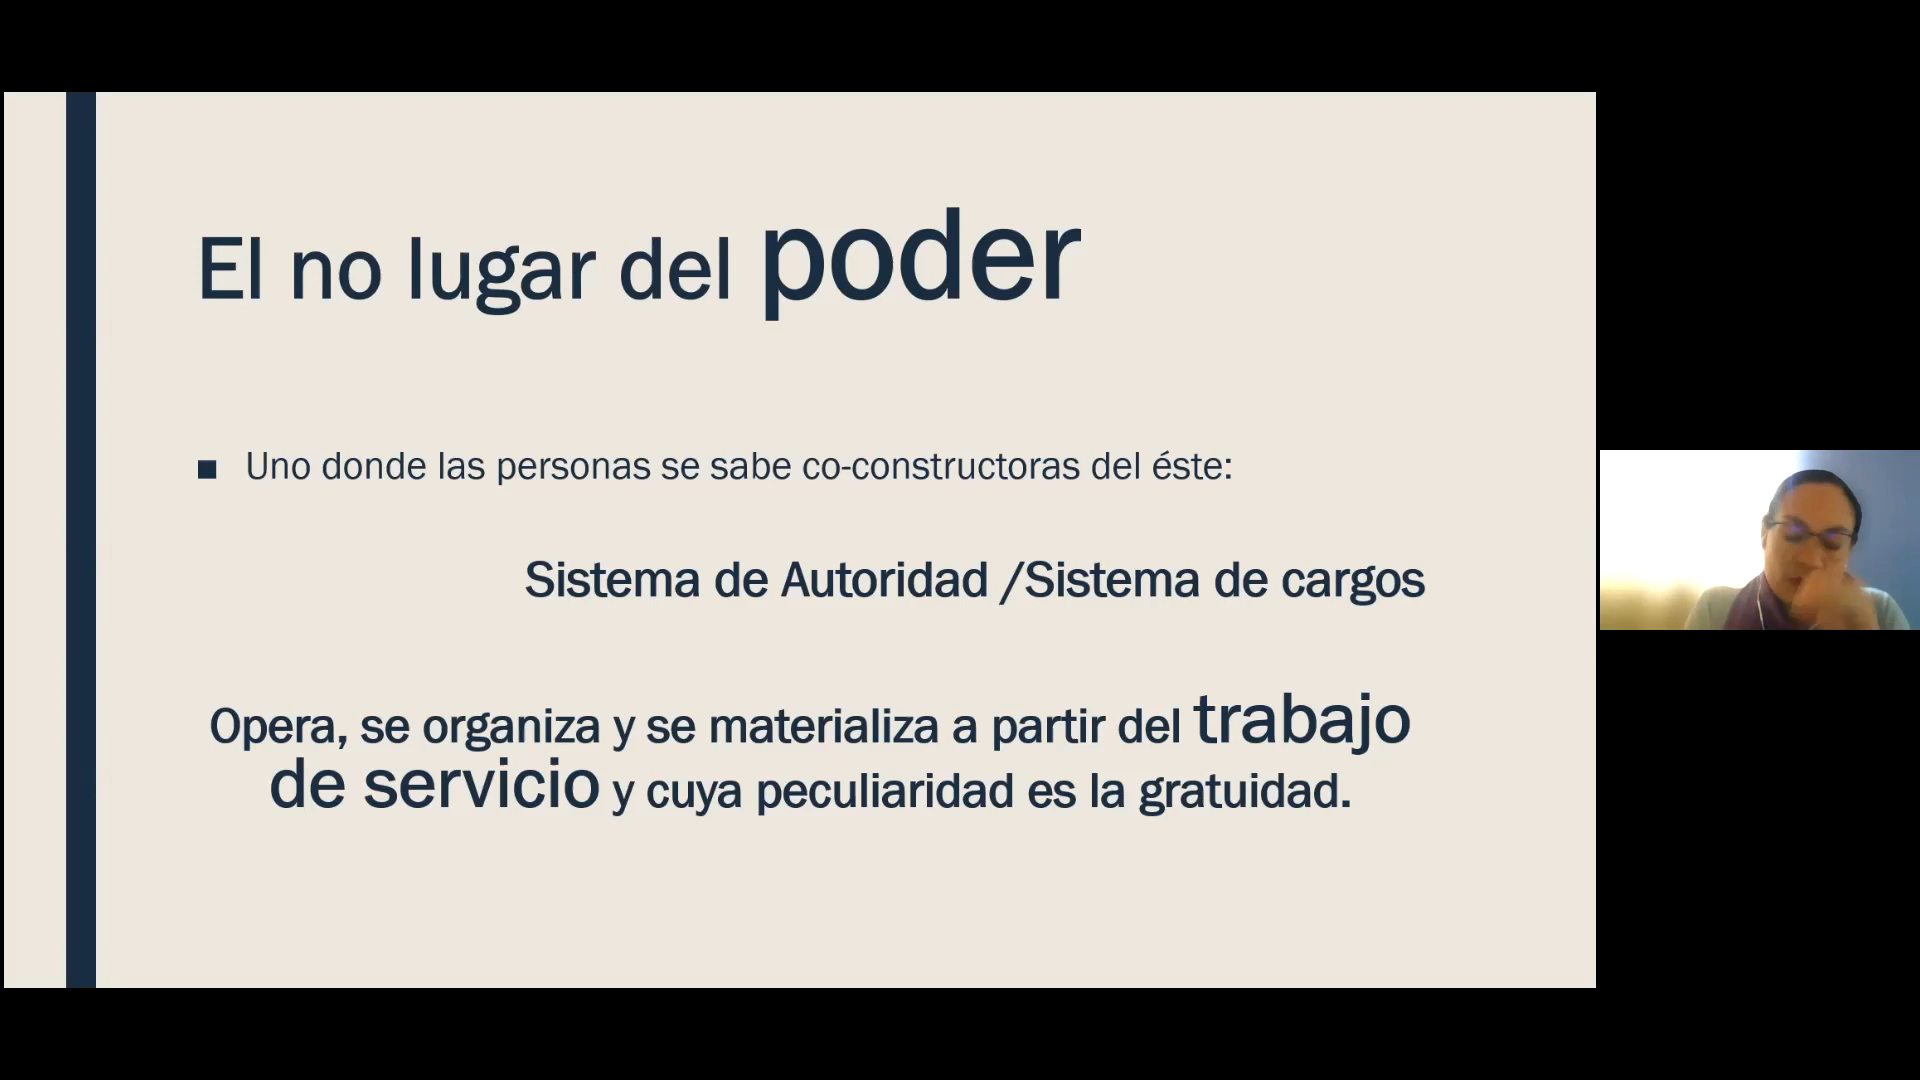 El no lugar del poder
Uno donde las personas se sabe co-constructoras del éste:
Sistema de Autoridad /Sistema de cargos
Opera, se organiza y se materializa a partir del trabajo
de servicio y cuya peculiaridad es la gratuidad.